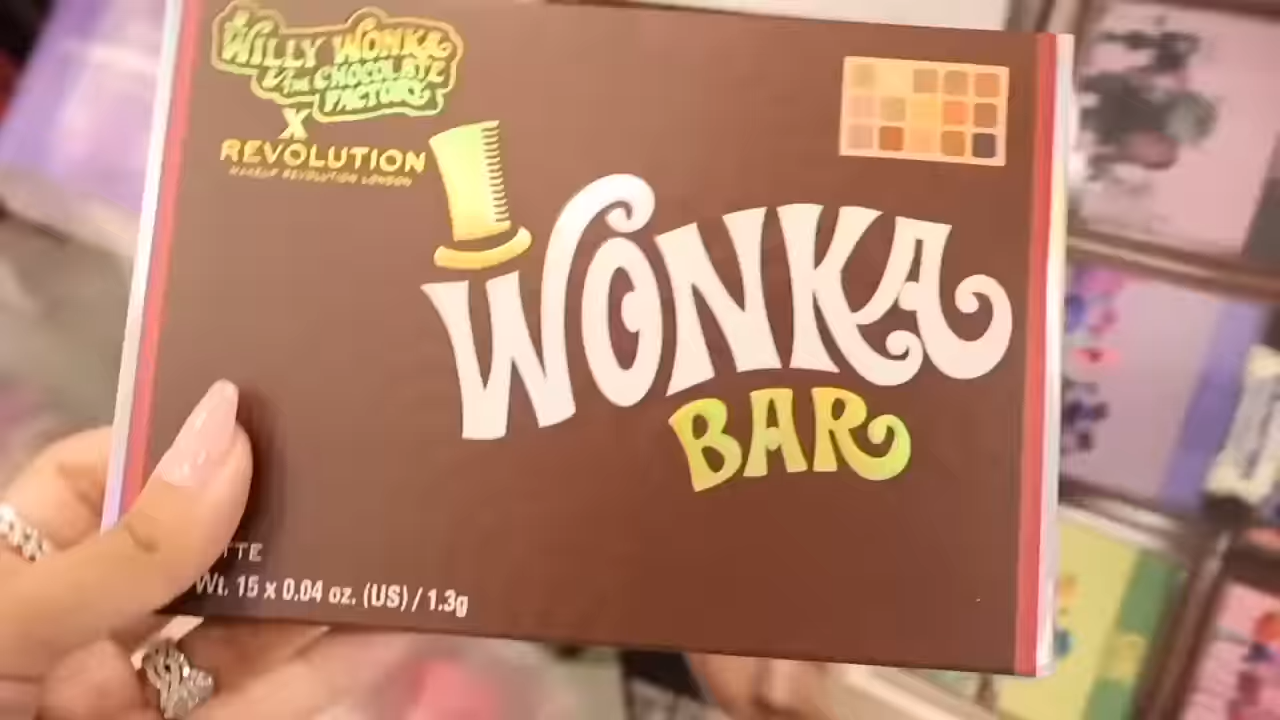 WILLY WONKA
& THE CHOCOLATE
FACTORY
X
REVOLUTION
MAKEUP REVOLUTION LONDON
WONKA
BAR
Wt. 15 x 0.04 oz. (US) / 1.3g